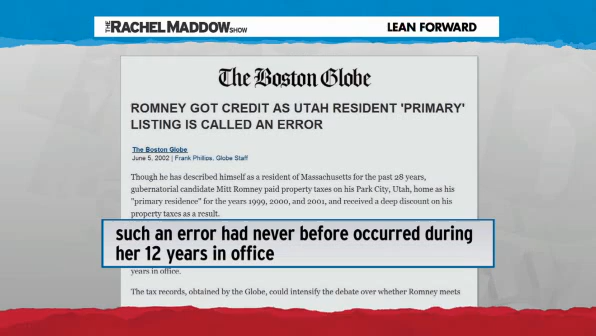 THE RACHEL MADDOW SHOW LEAN FORWARD
The Boston Globe
ROMNEY GOT CREDIT AS UTAH RESIDENT 'PRIMARY'
LISTING IS CALLED AN ERROR
The Boston Globe
June 5, 2002 | Frank Phillips, Globe Staff
Though he has described himself as a resident of Massachusetts for the past 28 years,
gubernatorial candidate Mitt Romney paid property taxes on his Park City, Utah, home as his
"primary residence" for the years 1999, 2000, and 2001, and received a deep discount on his
property taxes as a result.
such an error had never before occurred during
her 12 years in office
years in office.
The tax records, obtained by the Globe, could intensify the debate over whether Romney meets